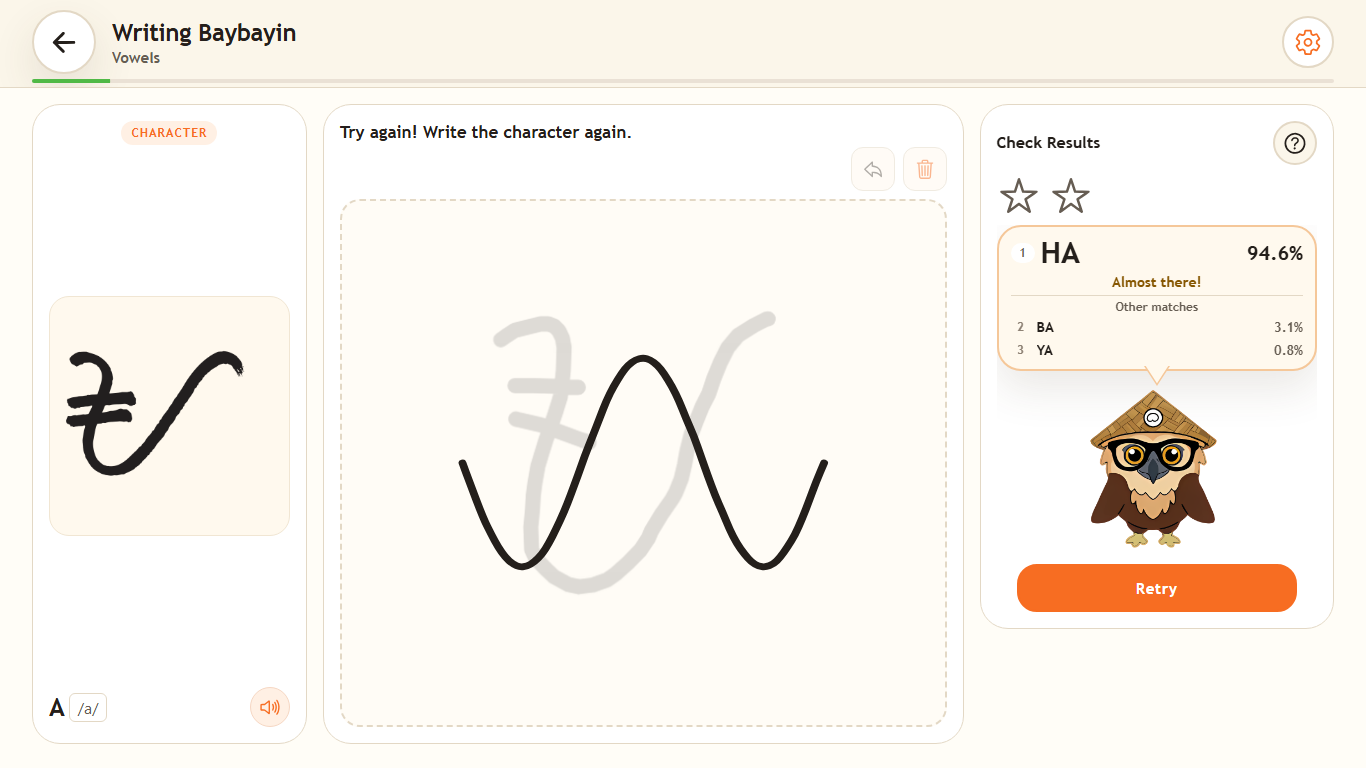 Writing Baybayin
Vowels
CHARACTER
ᜀ
A /a/
Try again! Write the character again.
Check Results
1 HA 94.6%
Almost there!
Other matches
2 BA 3.1%
3 YA 0.8%
Retry